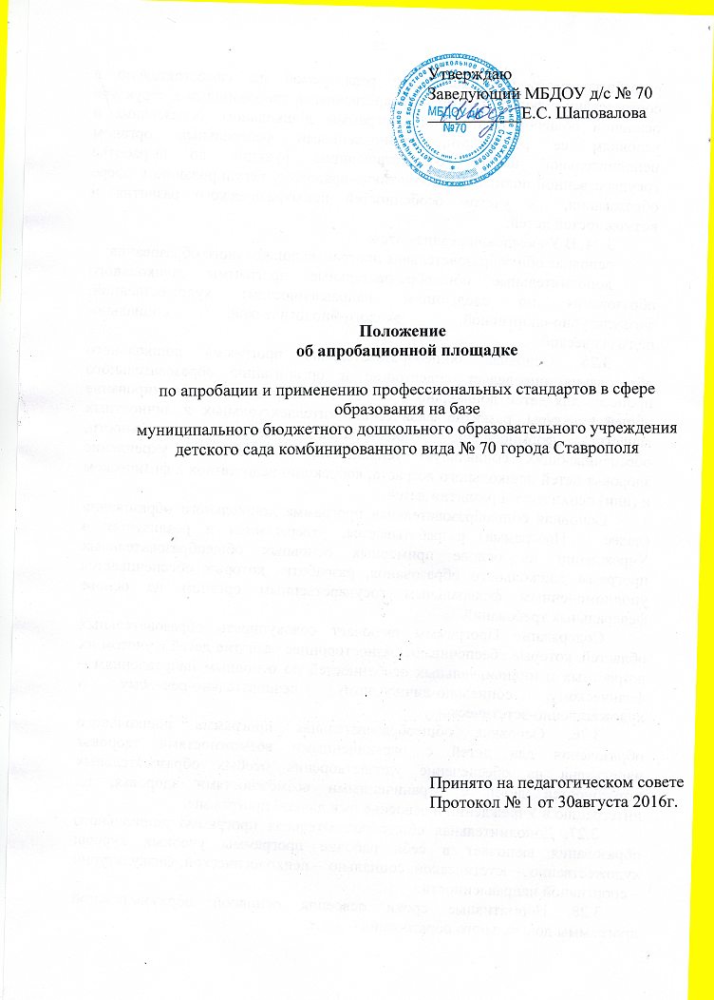 Утверждаю
Заведующий МБДОУ д/с № 70
Е.С. Шаповалова
МБДОУ д/с
№70
Положение
об апробационной площадке
по апробации и применению профессиональных стандартов в сфере
образования на базе
муниципального бюджетного дошкольного образовательного учреждения
детского сада комбинированного вида № 70 города Ставрополя
Принято на педагогическом совете
Протокол № 1 от 30августа 2016г.